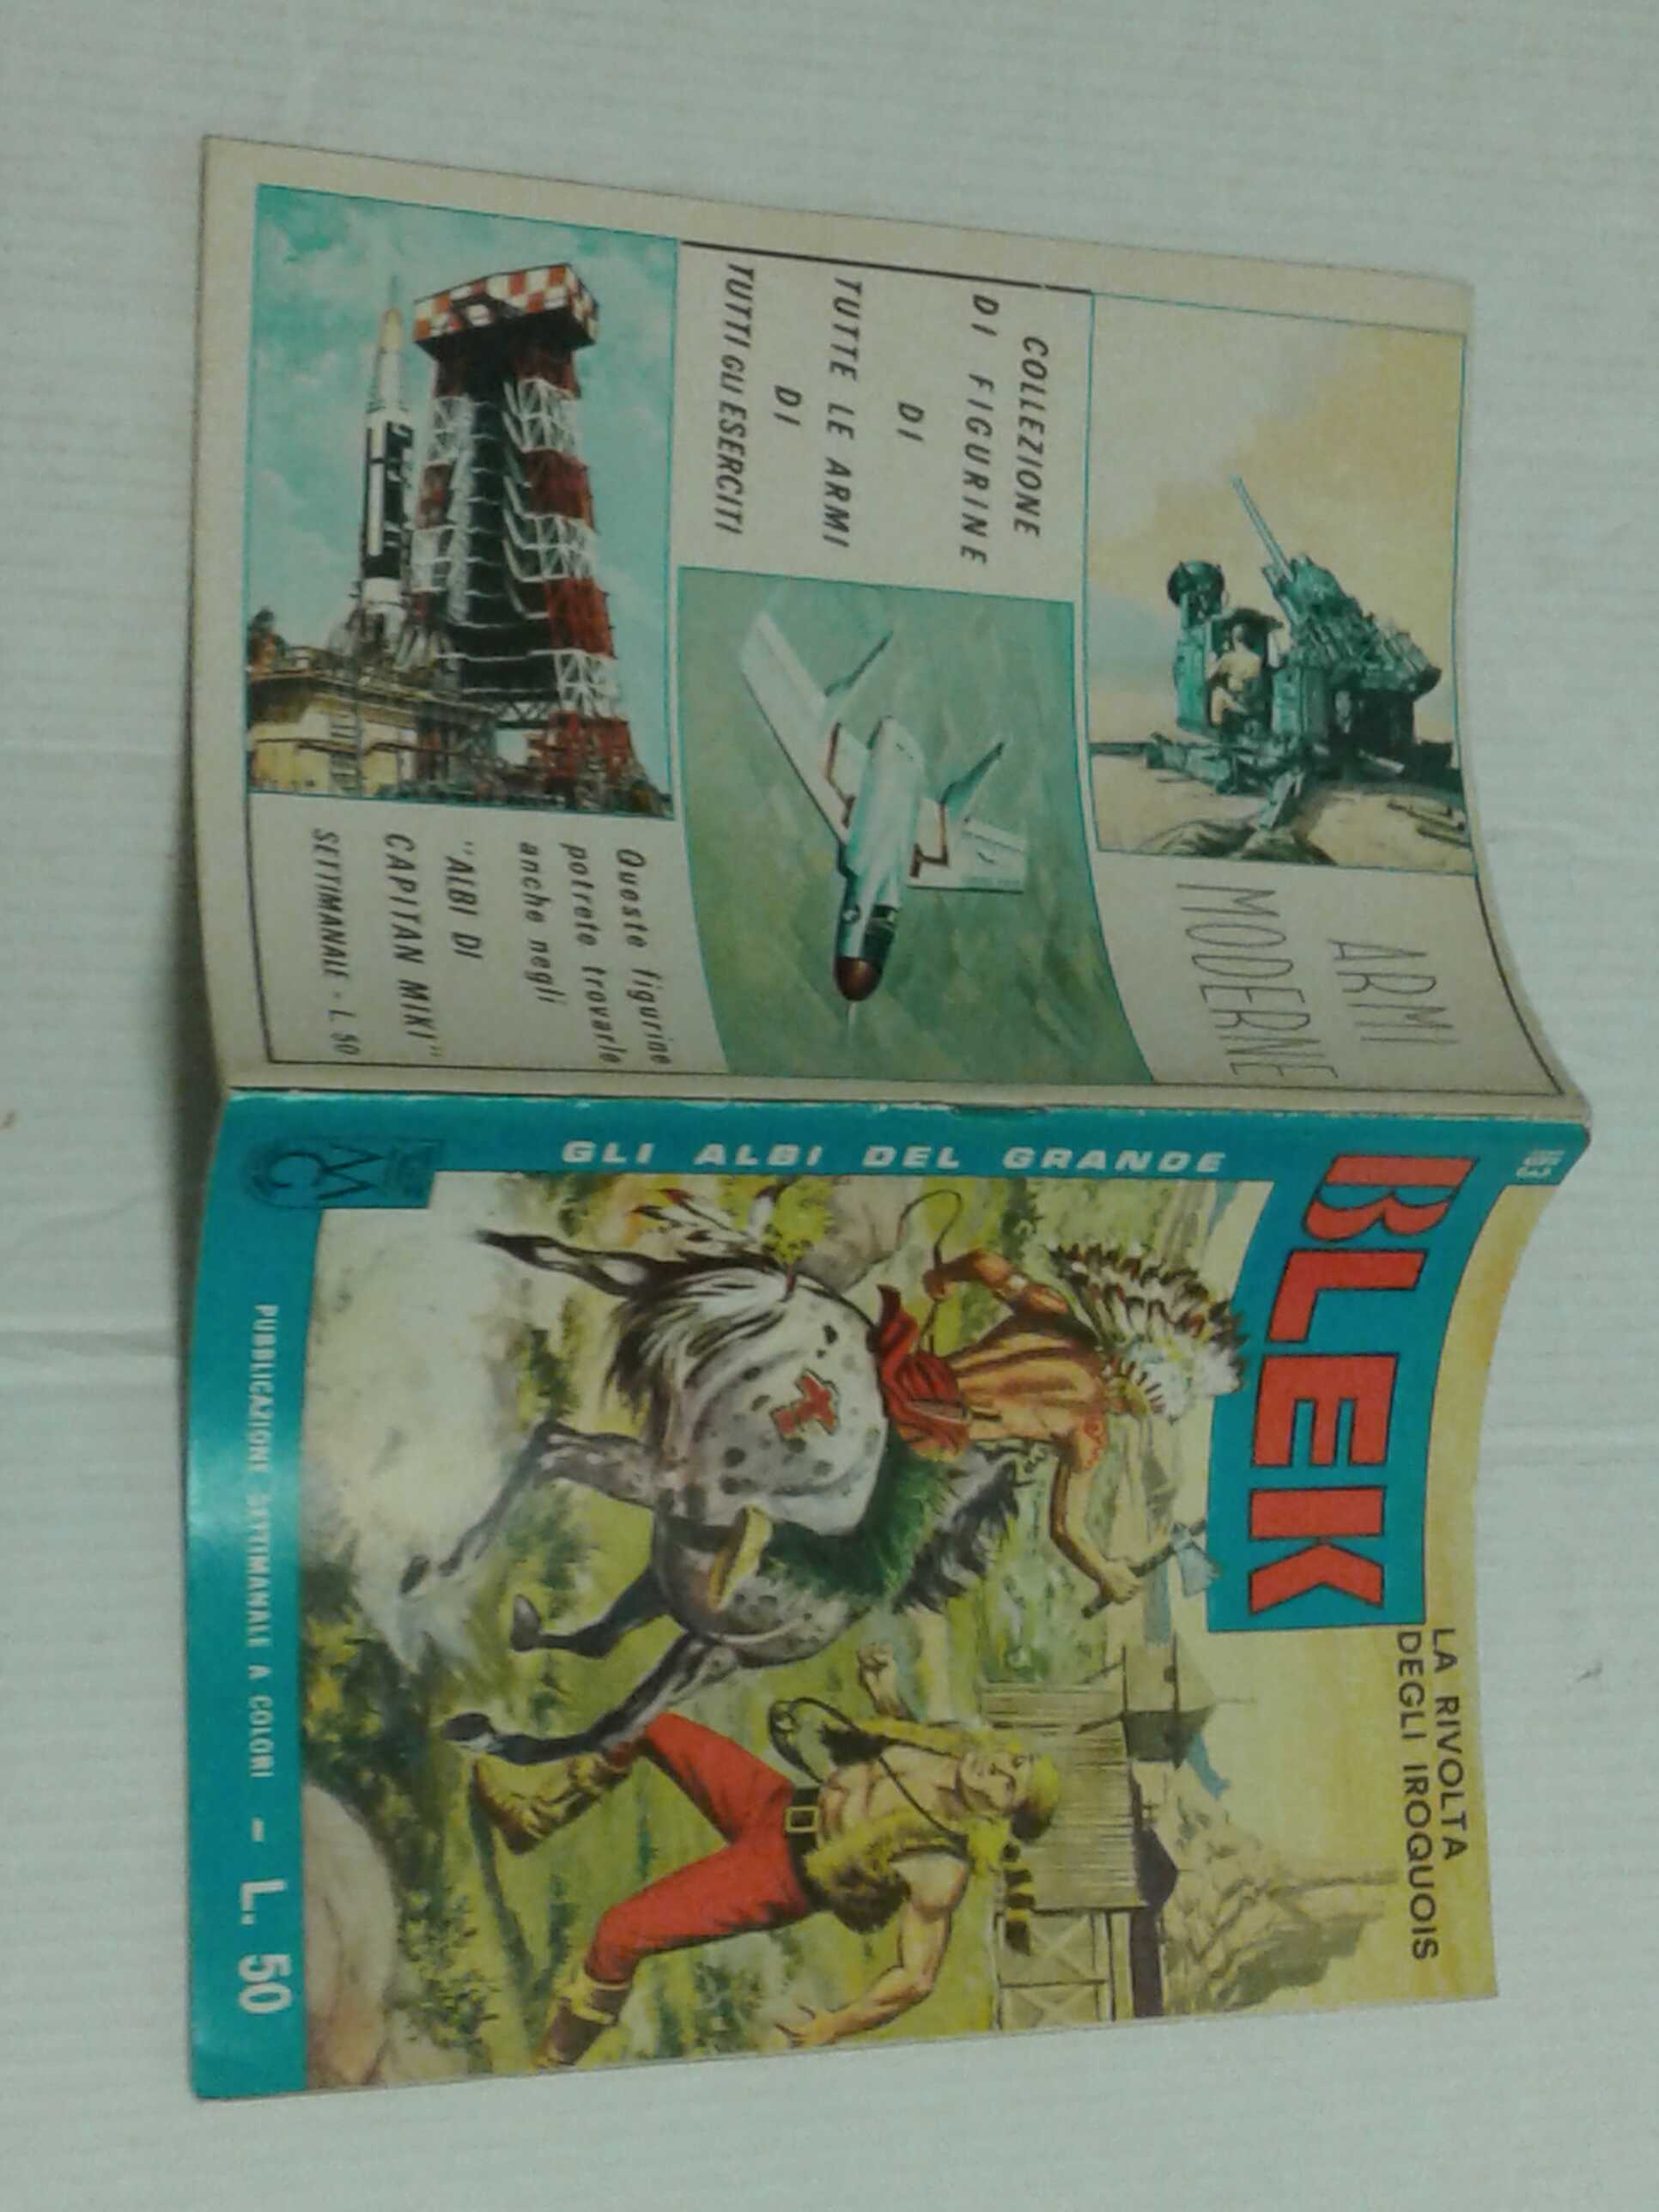 ARMI
MODERNE
COLLEZIONE
DI FIGURINE
DI
TUTTE LE ARMI
DI
TUTTI GLI ESERCITI
Queste figurine
potrete trovarle
anche negli
"ALBI DI
CAPITAN MIKI"
SETTIMANALE - L. 50
GLI ALBI DEL GRANDE
BLEK
LA RIVOLTA
DEGLI IROQUOIS
PUBBLICAZIONE SETTIMANALE A COLORI - L. 50